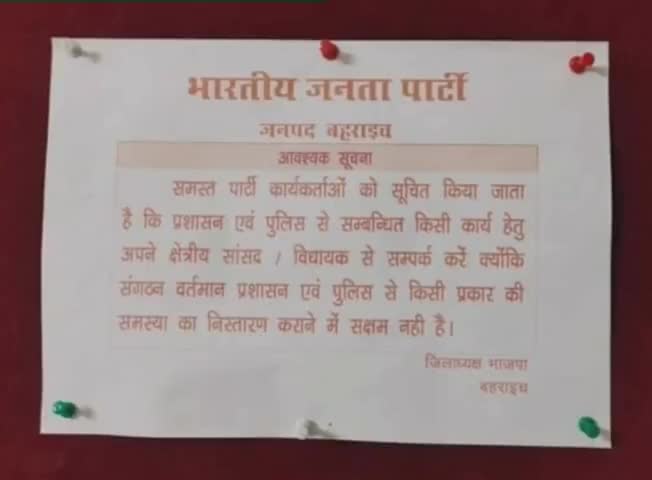 भारतीय जनता पार्टी
जनपद बहराइच
आवश्यक सूचना
समस्त पार्टी कार्यकर्ताओं को सूचित किया जाता
है कि प्रशासन एवं पुलिस से सम्बन्धित किसी कार्य हेतु
अपने क्षेत्रीय सांसद / विधायक से सम्पर्क करें क्योंकि
संगठन वर्तमान प्रशासन एवं पुलिस से किसी प्रकार की
समस्या का निस्तारण कराने में सक्षम नही है।
जिलाध्यक्ष भाजपा
बहराइच